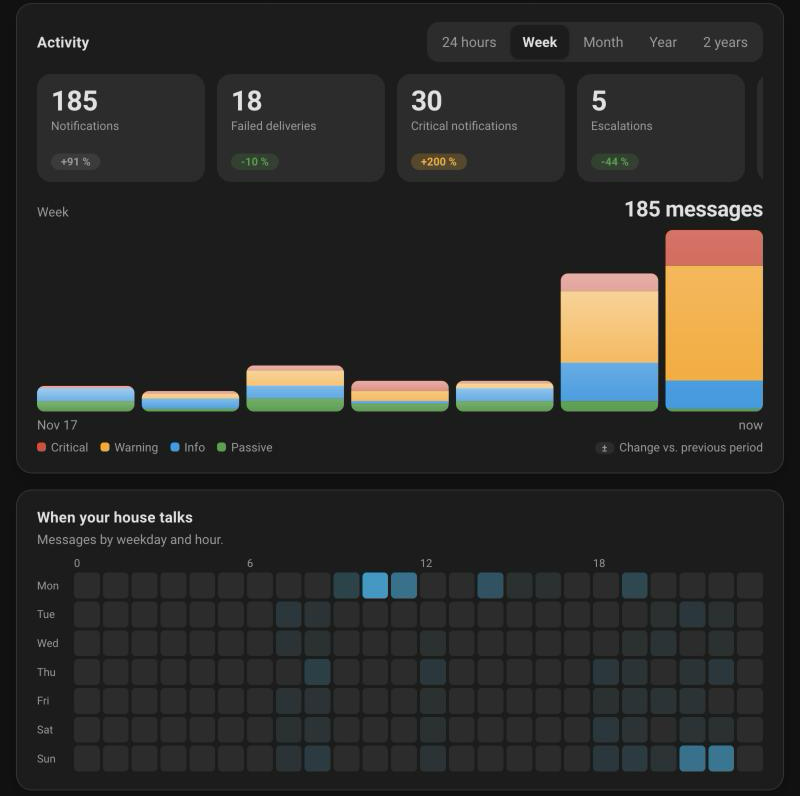 Activity
24 hours Week Month Year 2 years
185 18 30 5
Notifications Failed deliveries Critical notifications Escalations
+91 % -10 % +200 % -44 %
Week 185 messages
Nov 17 now
Critical Warning Info Passive ± Change vs. previous period
When your house talks
Messages by weekday and hour.
0 6 12 18
Mon
Tue
Wed
Thu
Fri
Sat
Sun